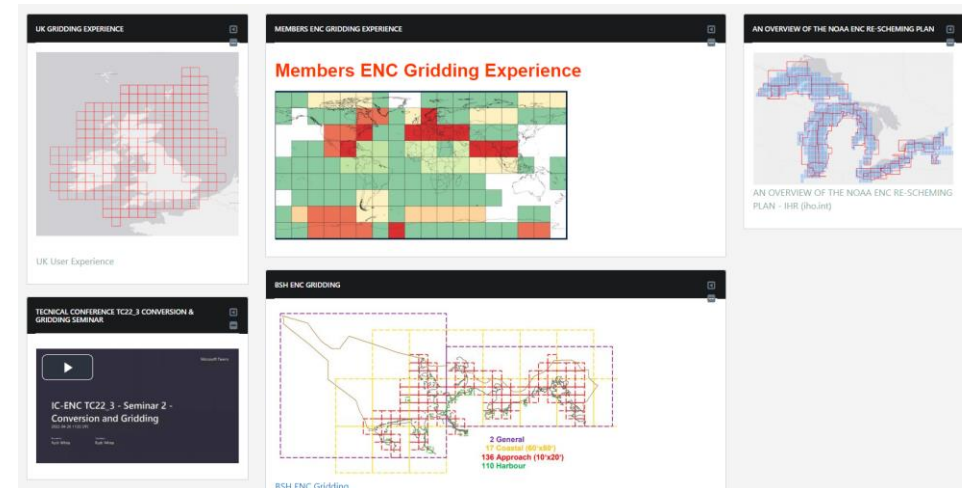 UK GRIDDING EXPERIENCE
UK User Experience
TECNICAL CONFERENCE TC22_3 CONVERSION &
GRIDDING SEMINAR
Microsoft Teams
IC-ENC TC22_3 - Seminar 2 -
Conversion and Gridding
MEMBERS ENC GRIDDING EXPERIENCE
Members ENC Gridding Experience
BSH ENC GRIDDING
2 General
17 Coastal (60'x60')
136 Approach (10'x20')
110 Harbour
BSH ENC Gridding
AN OVERVIEW OF THE NOAA ENC RE-SCHEMING PLAN
AN OVERVIEW OF THE NOAA ENC RE-SCHEMING
PLAN - IHR (iho.int)